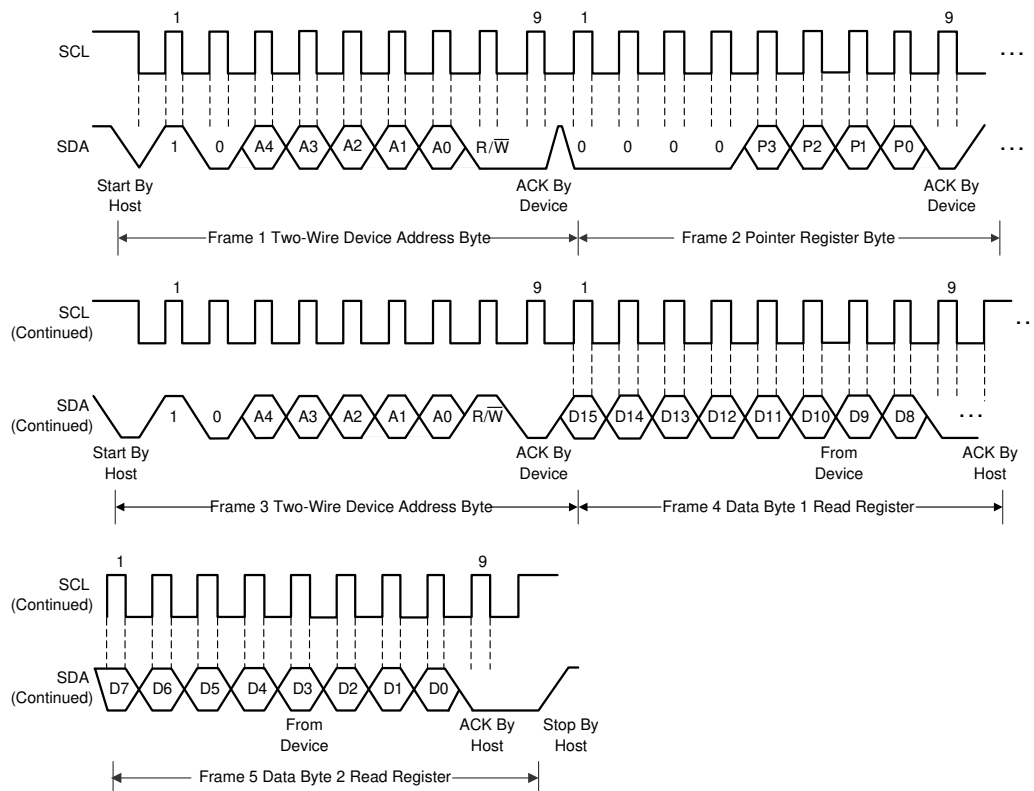 1 9 1 9
SCL ...
SDA 1 0 A4 A3 A2 A1 A0 R/W̅ 0 0 0 0 P3 P2 P1 P0 ...
Start By Host
ACK By Device
ACK By Device
Frame 1 Two-Wire Device Address Byte
Frame 2 Pointer Register Byte
1 9 1 9
SCL (Continued) ..
SDA (Continued) 1 0 A4 A3 A2 A1 A0 R/W̅ D15 D14 D13 D12 D11 D10 D9 D8 ...
Start By Host
ACK By Device
From Device
ACK By Host
Frame 3 Two-Wire Device Address Byte
Frame 4 Data Byte 1 Read Register
1 9
SCL (Continued)
SDA (Continued) D7 D6 D5 D4 D3 D2 D1 D0
From Device
ACK By Host
Stop By Host
Frame 5 Data Byte 2 Read Register